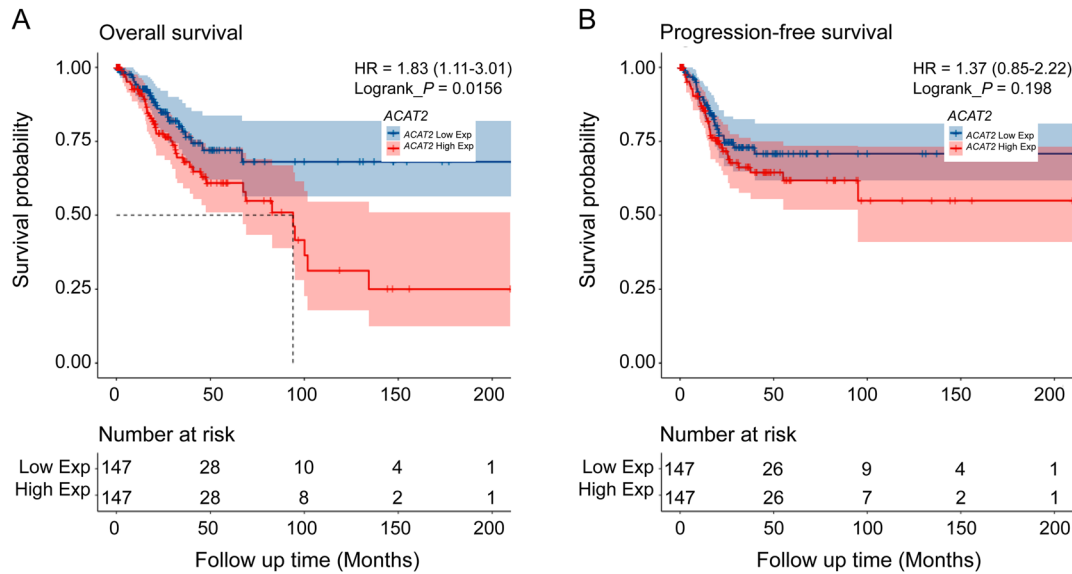 A
Overall survival
HR = 1.83 (1.11-3.01)
Logrank_P = 0.0156
ACAT2
ACAT2 Low Exp
ACAT2 High Exp
Survival probability
1.00
0.75
0.50
0.25
0.00
0 50 100 150 200
Number at risk
Low Exp 147 28 10 4 1
High Exp 147 28 8 2 1
0 50 100 150 200
Follow up time (Months)
B
Progression-free survival
HR = 1.37 (0.85-2.22)
Logrank_P = 0.198
ACAT2
ACAT2 Low Exp
ACAT2 High Exp
Survival probability
1.00
0.75
0.50
0.25
0.00
0 50 100 150 200
Number at risk
Low Exp 147 26 9 4 1
High Exp 147 26 7 2 1
0 50 100 150 200
Follow up time (Months)